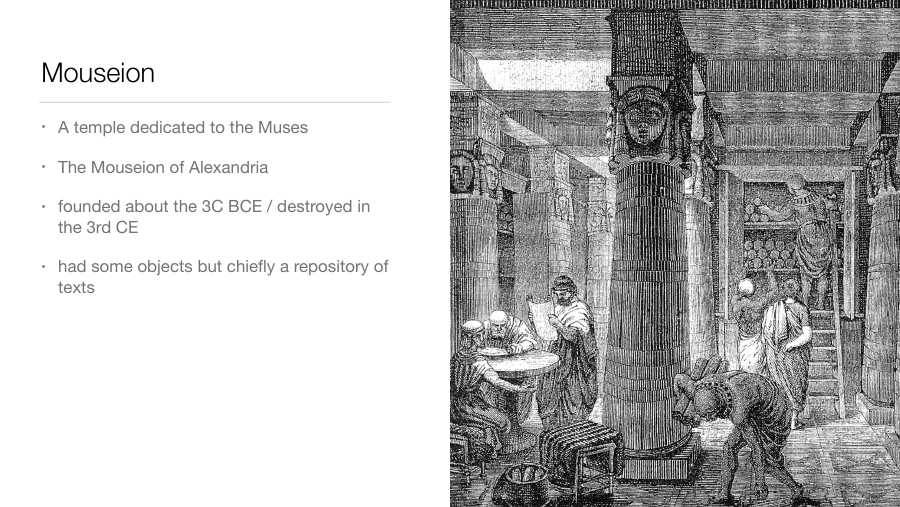 Mouseion
• A temple dedicated to the Muses
• The Mouseion of Alexandria
• founded about the 3C BCE / destroyed in
the 3rd CE
• had some objects but chiefly a repository of
texts